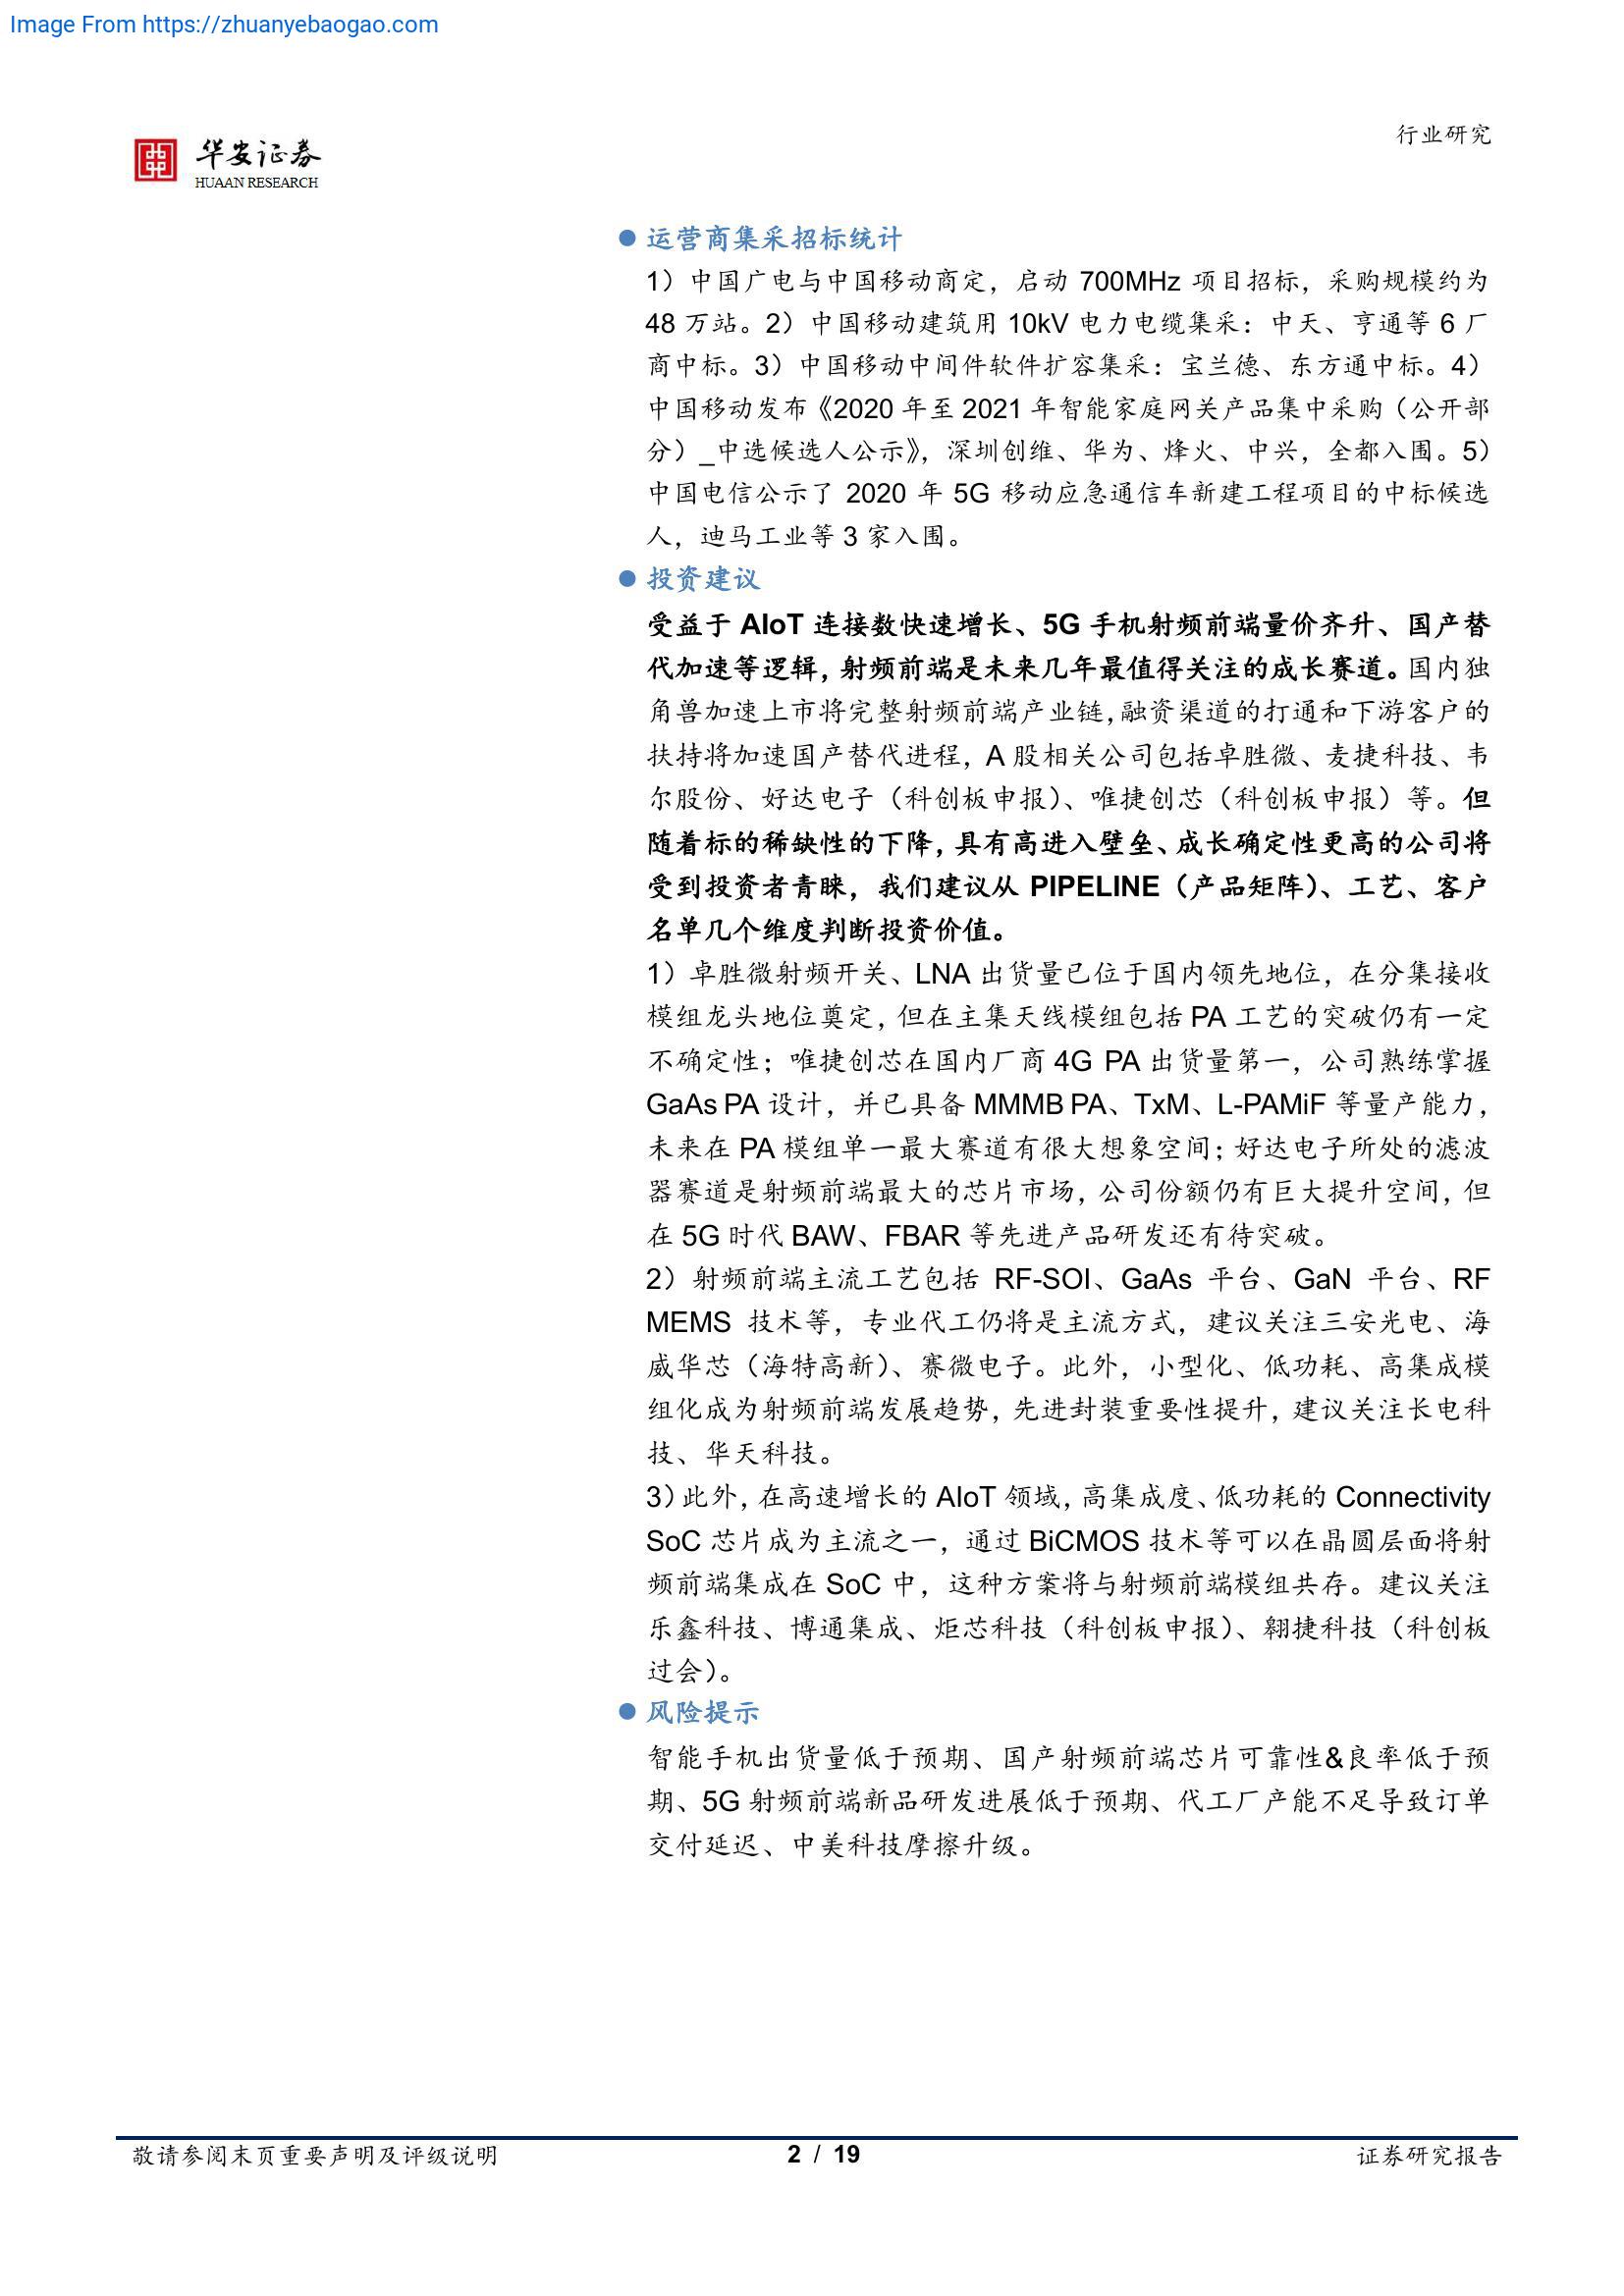 Image From https://zhuanyebaogao.com
华安证券
HUAAN RESEARCH
行业研究
运营商集采招标统计
1）中国广电与中国移动商定，启动 700MHz 项目招标，采购规模约为
48 万站。2）中国移动建筑用 10kV 电力电缆集采：中天、亨通等 6 厂
商中标。3）中国移动中间件软件扩容集采：宝兰德、东方通中标。4）
中国移动发布《2020 年至 2021 年智能家庭网关产品集中采购（公开部
分）_中选候选人公示》，深圳创维、华为、烽火、中兴，全都入围。5）
中国电信公示了 2020 年 5G 移动应急通信车新建工程项目的中标候选
人，迪马工业等 3 家入围。
投资建议
受益于 AIoT 连接数快速增长、5G 手机射频前端量价齐升、国产替
代加速等逻辑，射频前端是未来几年最值得关注的成长赛道。国内独
角兽加速上市将完整射频前端产业链，融资渠道的打通和下游客户的
扶持将加速国产替代进程，A 股相关公司包括卓胜微、麦捷科技、韦
尔股份、好达电子（科创板申报）、唯捷创芯（科创板申报）等。但
随着标的稀缺性的下降，具有高进入壁垒、成长确定性更高的公司将
受到投资者青睐，我们建议从 PIPELINE（产品矩阵）、工艺、客户
名单几个维度判断投资价值。
1）卓胜微射频开关、LNA 出货量已位于国内领先地位，在分集接收
模组龙头地位奠定，但在主集天线模组包括 PA 工艺的突破仍有一定
不确定性；唯捷创芯在国内厂商 4G PA 出货量第一，公司熟练掌握
GaAs PA 设计，并已具备 MMMB PA、TxM、L-PAMiF 等量产能力，
未来在 PA 模组单一最大赛道有很大想象空间；好达电子所处的滤波
器赛道是射频前端最大的芯片市场，公司份额仍有巨大提升空间，但
在 5G 时代 BAW、FBAR 等先进产品研发还有待突破。
2）射频前端主流工艺包括 RF-SOI、GaAs 平台、GaN 平台、RF
MEMS 技术等，专业代工仍将是主流方式，建议关注三安光电、海
威华芯（海特高新）、赛微电子。此外，小型化、低功耗、高集成模
组化成为射频前端发展趋势，先进封装重要性提升，建议关注长电科
技、华天科技。
3）此外，在高速增长的 AIoT 领域，高集成度、低功耗的 Connectivity
SoC 芯片成为主流之一，通过 BiCMOS 技术等可以在晶圆层面将射
频前端集成在 SoC 中，这种方案将与射频前端模组共存。建议关注
乐鑫科技、博通集成、炬芯科技（科创板申报）、翱捷科技（科创板
过会）。
风险提示
智能手机出货量低于预期、国产射频前端芯片可靠性&良率低于预
期、5G 射频前端新品研发进展低于预期、代工厂产能不足导致订单
交付延迟、中美科技摩擦升级。
敬请参阅末页重要声明及评级说明
2 / 19
证券研究报告